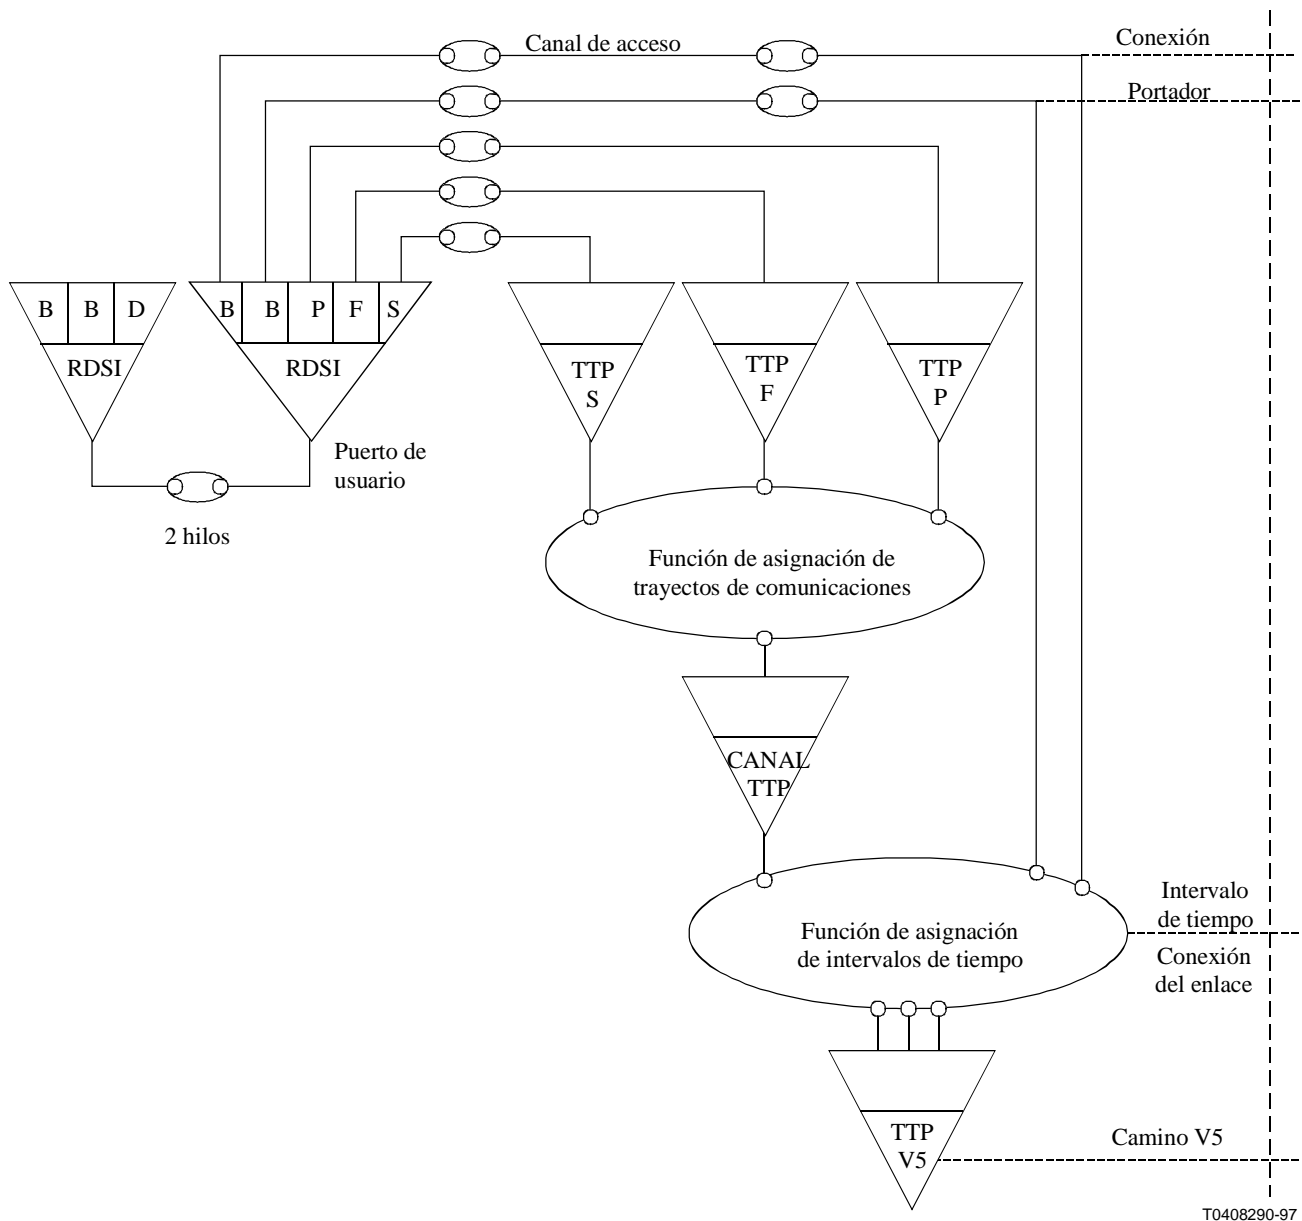 Canal de acceso
Conexión
Portador
B B D
RDSI
B B P F S
RDSI
TTP
S
TTP
F
TTP
P
Puerto de
usuario
2 hilos
Función de asignación de
trayectos de comunicaciones
CANAL
TTP
Función de asignación
de intervalos de tiempo
Intervalo
de tiempo
Conexión
del enlace
TTP
V5
Camino V5
T0408290-97